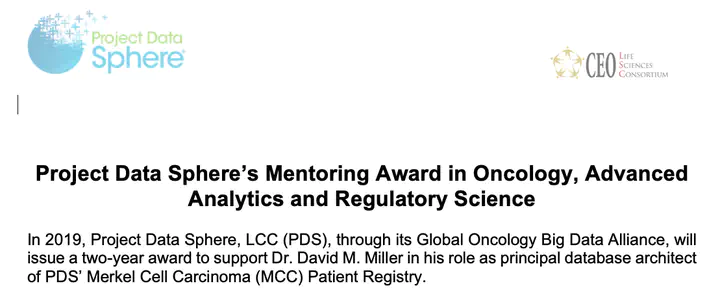 Project Data
Sphere®
CEO LIFE
SCIENCES
CONSORTIUM
Project Data Sphere’s Mentoring Award in Oncology, Advanced
Analytics and Regulatory Science
In 2019, Project Data Sphere, LCC (PDS), through its Global Oncology Big Data Alliance, will
issue a two-year award to support Dr. David M. Miller in his role as principal database architect
of PDS’ Merkel Cell Carcinoma (MCC) Patient Registry.